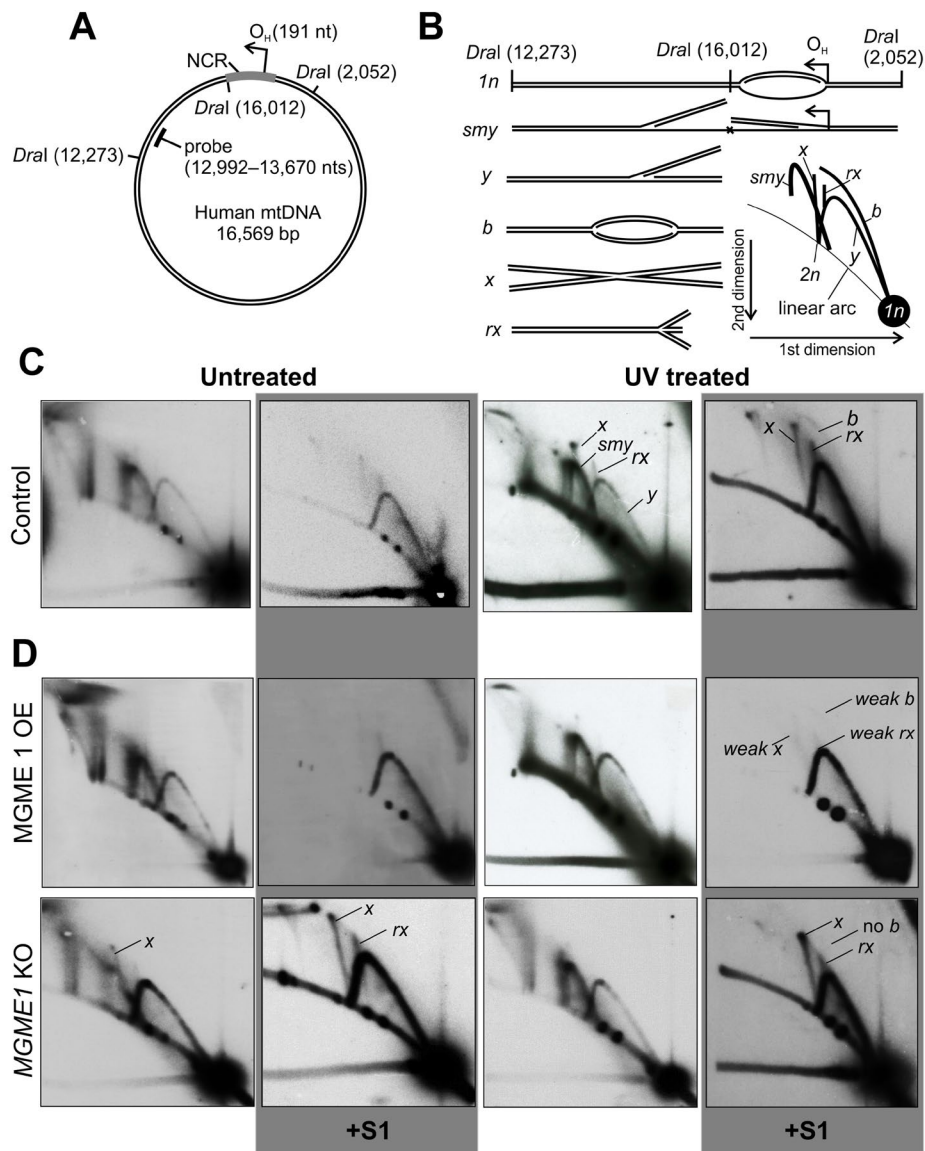 A
O_H (191 nt)
NCR
DraI (2,052)
DraI (16,012)
DraI (12,273)
probe
(12,992–13,670 nts)
Human mtDNA
16,569 bp
B
DraI (12,273)
DraI (16,012)
O_H
DraI
(2,052)
1n
smy
y
b
x
rx
x
smy
rx
b
y
2n
linear arc
1n
2nd dimension
1st dimension
C
Untreated
UV treated
Control
x
smy
rx
y
x
b
rx
D
MGME 1 OE
weak b
weak x
weak rx
MGME1 KO
x
x
rx
x
no b
rx
+S1
+S1